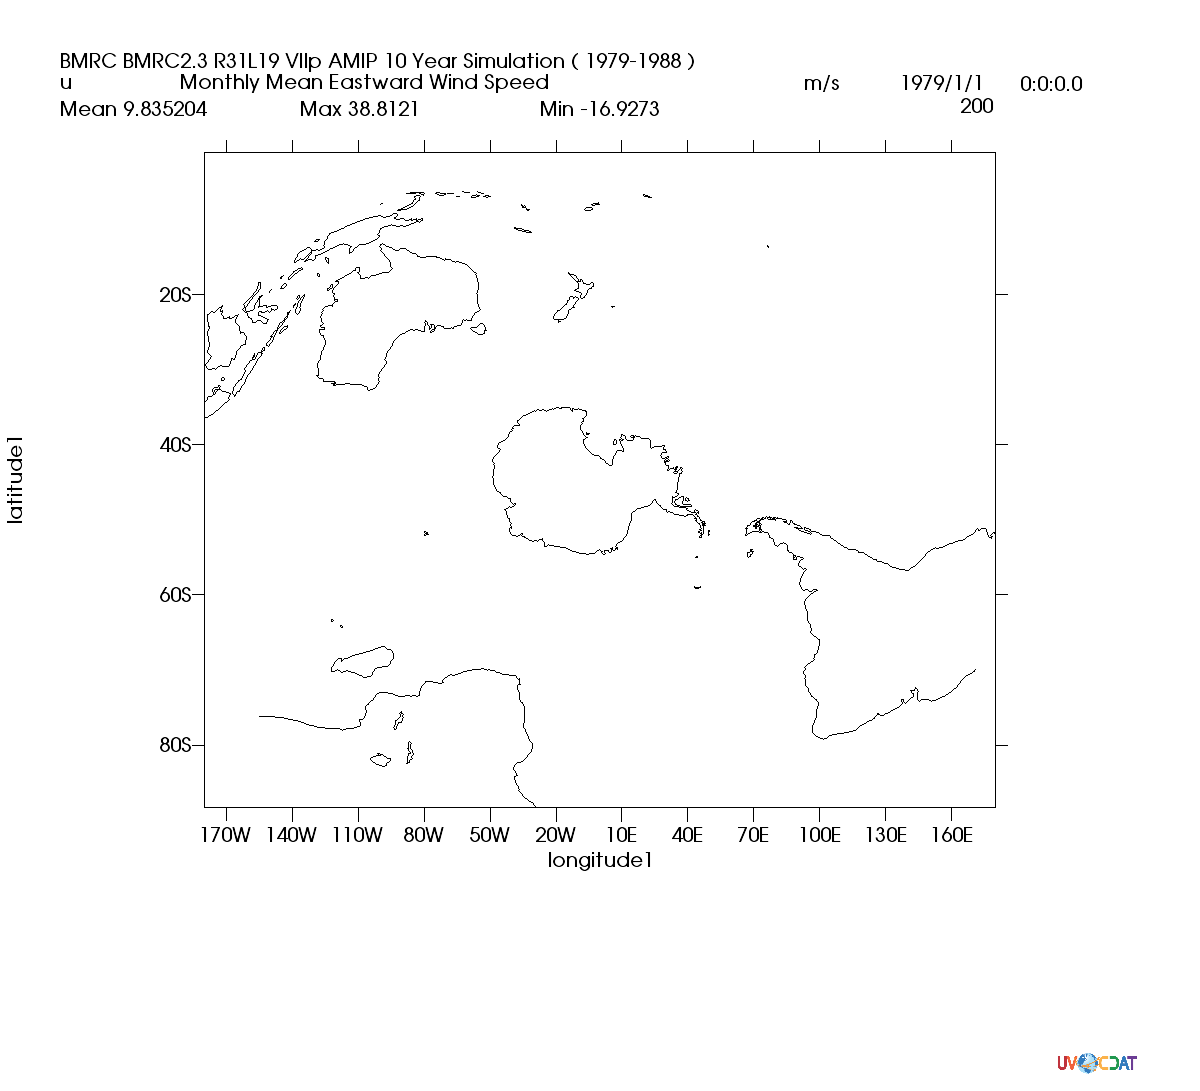 BMRC BMRC2.3 R31L19 VIIp AMIP 10 Year Simulation ( 1979-1988 )
u Monthly Mean Eastward Wind Speed m/s 1979/1/1 0:0:0.0
Mean 9.835204 Max 38.8121 Min -16.9273 200
20S
40S
latitude1
60S
80S
170W 140W 110W 80W 50W 20W 10E 40E 70E 100E 130E 160E
longitude1
UV CDAT